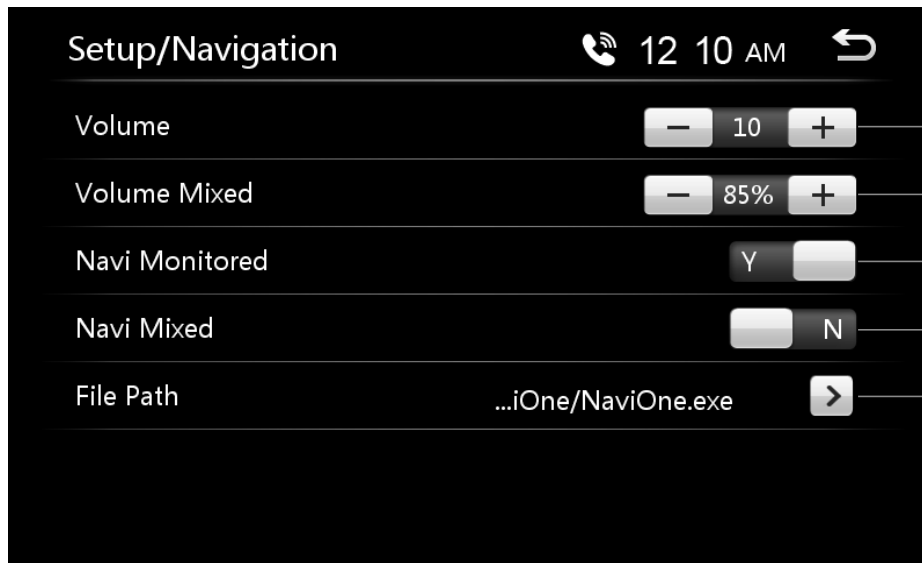 Setup/Navigation 12 10 AM
Volume − 10 +
Volume Mixed − 85% +
Navi Monitored Y
Navi Mixed N
File Path ...iOne/NaviOne.exe >